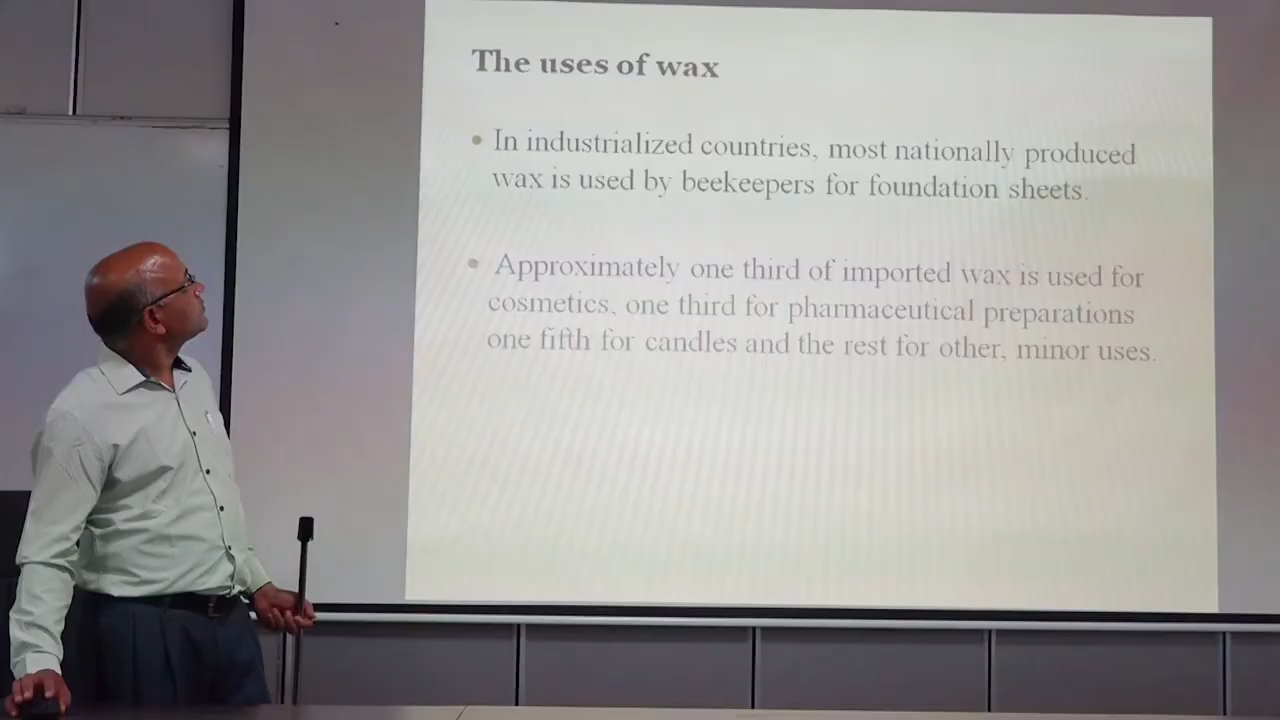 The uses of wax
• In industrialized countries, most nationally produced
wax is used by beekeepers for foundation sheets.
• Approximately one third of imported wax is used for
cosmetics, one third for pharmaceutical preparations
one fifth for candles and the rest for other, minor uses.